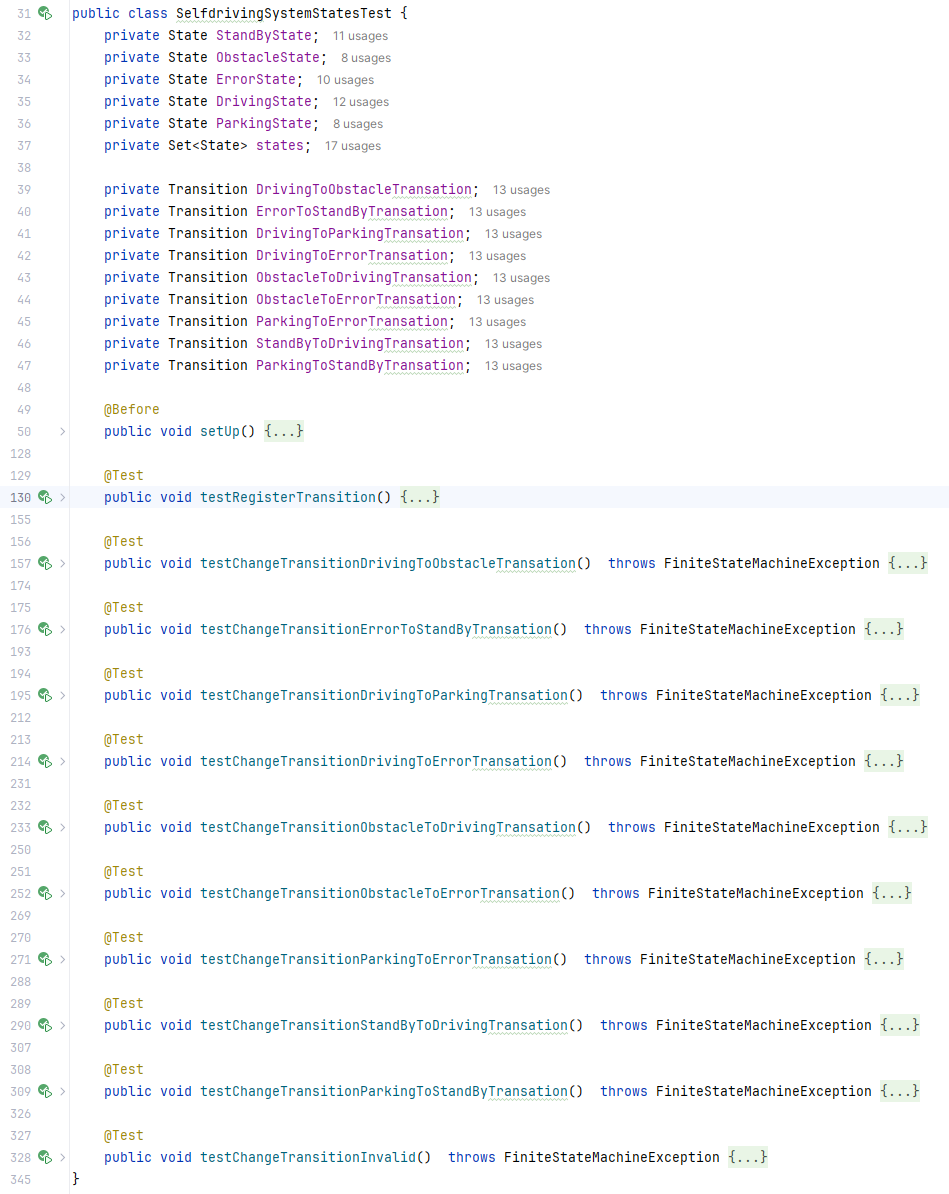 31 public class SelfdrivingSystemStatesTest {
32 private State StandByState; 11 usages
33 private State ObstacleState; 8 usages
34 private State ErrorState; 10 usages
35 private State DrivingState; 12 usages
36 private State ParkingState; 8 usages
37 private Set<State> states; 17 usages
38
39 private Transition DrivingToObstacleTransation; 13 usages
40 private Transition ErrorToStandByTransation; 13 usages
41 private Transition DrivingToParkingTransation; 13 usages
42 private Transition DrivingToErrorTransation; 13 usages
43 private Transition ObstacleToDrivingTransation; 13 usages
44 private Transition ObstacleToErrorTransation; 13 usages
45 private Transition ParkingToErrorTransation; 13 usages
46 private Transition StandByToDrivingTransation; 13 usages
47 private Transition ParkingToStandByTransation; 13 usages
48
49 @Before
50 public void setUp() {...}
128
129 @Test
130 public void testRegisterTransition() {...}
155
156 @Test
157 public void testChangeTransitionDrivingToObstacleTransation() throws FiniteStateMachineException {...}
174
175 @Test
176 public void testChangeTransitionErrorToStandByTransation() throws FiniteStateMachineException {...}
193
194 @Test
195 public void testChangeTransitionDrivingToParkingTransation() throws FiniteStateMachineException {...}
212
213 @Test
214 public void testChangeTransitionDrivingToErrorTransation() throws FiniteStateMachineException {...}
231
232 @Test
233 public void testChangeTransitionObstacleToDrivingTransation() throws FiniteStateMachineException {...}
250
251 @Test
252 public void testChangeTransitionObstacleToErrorTransation() throws FiniteStateMachineException {...}
269
270 @Test
271 public void testChangeTransitionParkingToErrorTransation() throws FiniteStateMachineException {...}
288
289 @Test
290 public void testChangeTransitionStandByToDrivingTransation() throws FiniteStateMachineException {...}
307
308 @Test
309 public void testChangeTransitionParkingToStandByTransation() throws FiniteStateMachineException {...}
326
327 @Test
328 public void testChangeTransitionInvalid() throws FiniteStateMachineException {...}
345 }